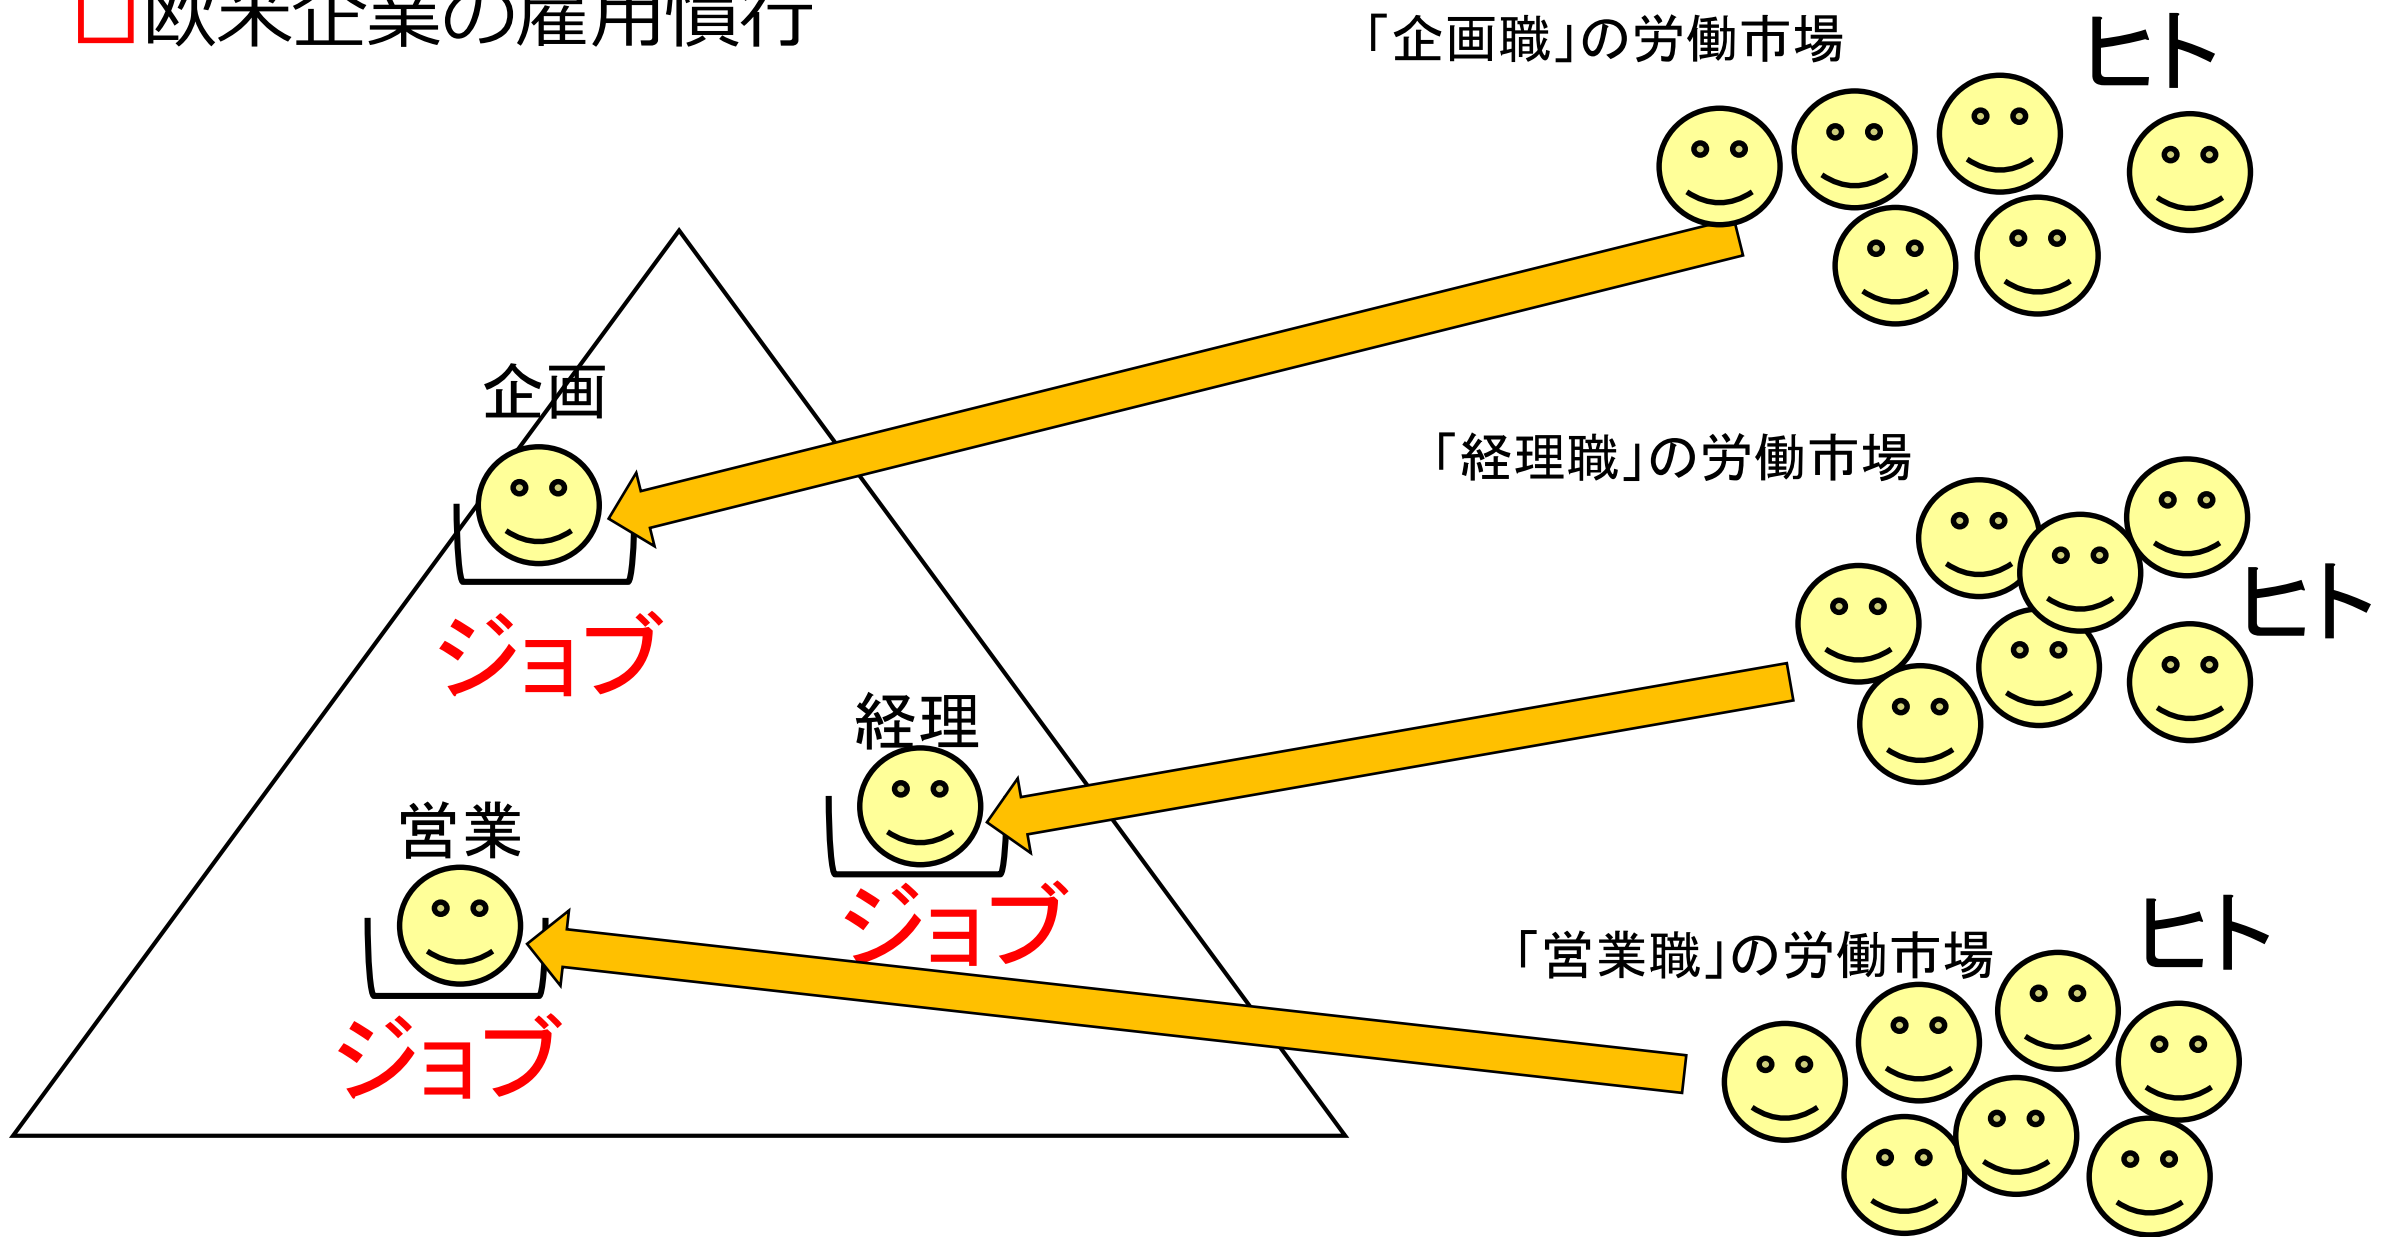 欧米企業の雇用慣行
「企画職」の労働市場
ヒト
企画
ジョブ
「経理職」の労働市場
ヒト
経理
ジョブ
営業
ジョブ
「営業職」の労働市場
ヒト